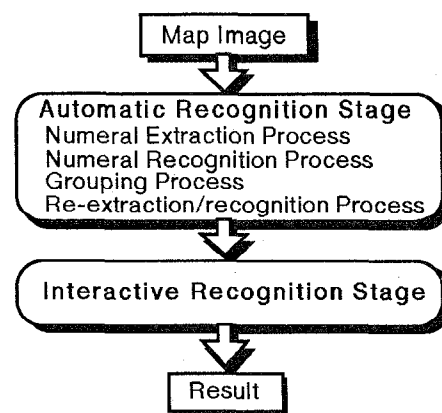 Map Image
Automatic Recognition Stage
Numeral Extraction Process
Numeral Recognition Process
Grouping Process
Re-extraction/recognition Process
Interactive Recognition Stage
Result